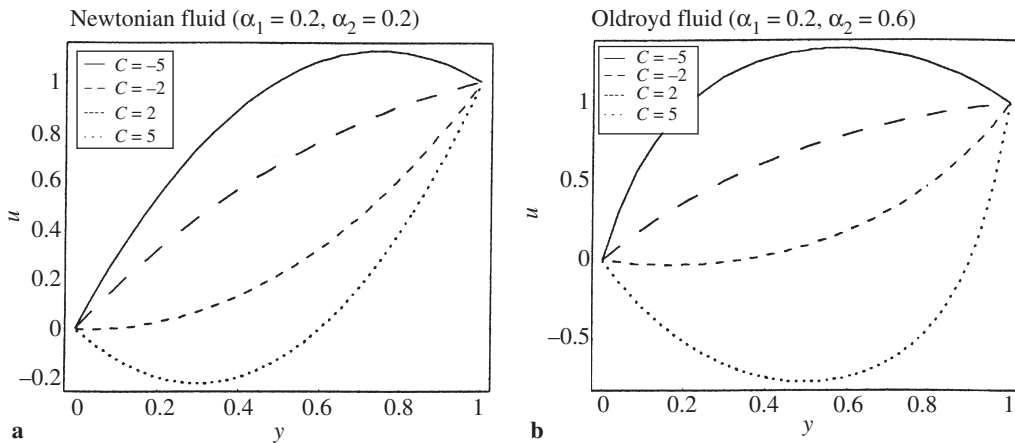 Newtonian fluid (α₁ = 0.2, α₂ = 0.2)
C = –5
C = –2
C = 2
C = 5
1
0.8
0.6
0.4
0.2
0
–0.2
u
0 0.2 0.4 0.6 0.8 1
y
a
Oldroyd fluid (α₁ = 0.2, α₂ = 0.6)
C = –5
C = –2
C = 2
C = 5
1
0.5
0
–0.5
u
0 0.2 0.4 0.6 0.8 1
y
b